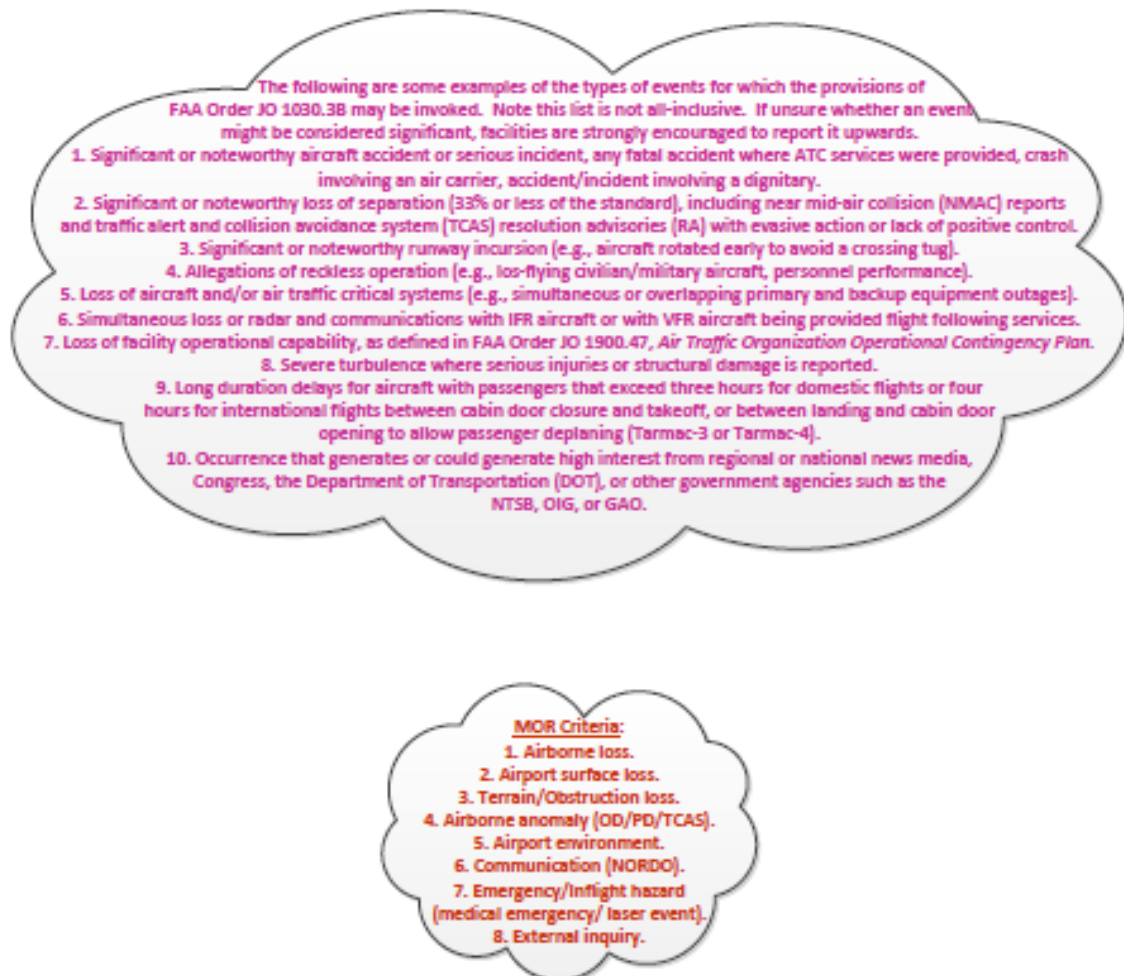 The following are some examples of the types of events for which the provisions of
FAA Order JO 1030.3B may be invoked. Note this list is not all-inclusive. If unsure whether an event
might be considered significant, facilities are strongly encouraged to report it upwards.
1. Significant or noteworthy aircraft accident or serious incident, any fatal accident where ATC services were provided, crash
involving an air carrier, accident/incident involving a dignitary.
2. Significant or noteworthy loss of separation (33% or less of the standard), including near mid-air collision (NMAC) reports
and traffic alert and collision avoidance system (TCAS) resolution advisories (RA) with evasive action or lack of positive control.
3. Significant or noteworthy runway incursion (e.g., aircraft rotated early to avoid a crossing tug).
4. Allegations of reckless operation (e.g., los-flying civilian/military aircraft, personnel performance).
5. Loss of aircraft and/or air traffic critical systems (e.g., simultaneous or overlapping primary and backup equipment outages).
6. Simultaneous loss or radar and communications with IFR aircraft or with VFR aircraft being provided flight following services.
7. Loss of facility operational capability, as defined in FAA Order JO 1900.47, Air Traffic Organization Operational Contingency Plan.
8. Severe turbulence where serious injuries or structural damage is reported.
9. Long duration delays for aircraft with passengers that exceed three hours for domestic flights or four
hours for international flights between cabin door closure and takeoff, or between landing and cabin door
opening to allow passenger deplaning (Tarmac-3 or Tarmac-4).
10. Occurrence that generates or could generate high interest from regional or national news media,
Congress, the Department of Transportation (DOT), or other government agencies such as the
NTSB, OIG, or GAO.
MOR Criteria:
1. Airborne loss.
2. Airport surface loss.
3. Terrain/Obstruction loss.
4. Airborne anomaly (OD/PD/TCAS).
5. Airport environment.
6. Communication (NORDO).
7. Emergency/Inflight hazard
(medical emergency/ laser event).
8. External inquiry.